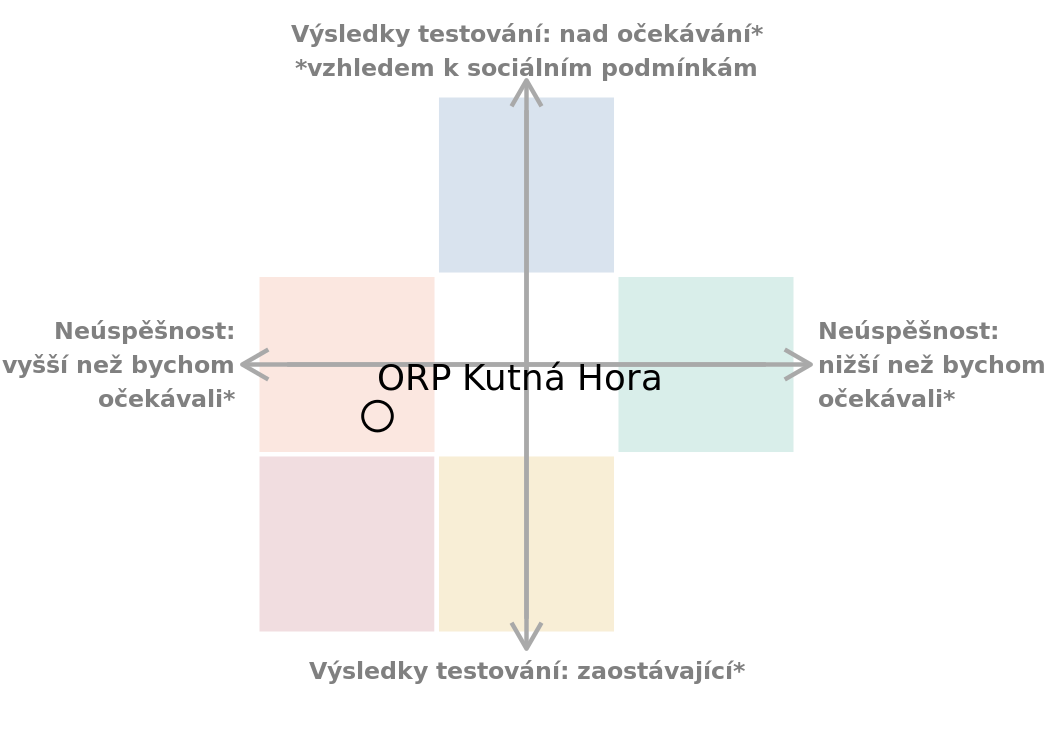 Výsledky testování: nad očekávání*
*vzhledem k sociálním podmínkám
Neúspěšnost:
vyšší než bychom
očekávali*
Neúspěšnost:
nižší než bychom
očekávali*
ORP Kutná Hora
Výsledky testování: zaostávající*